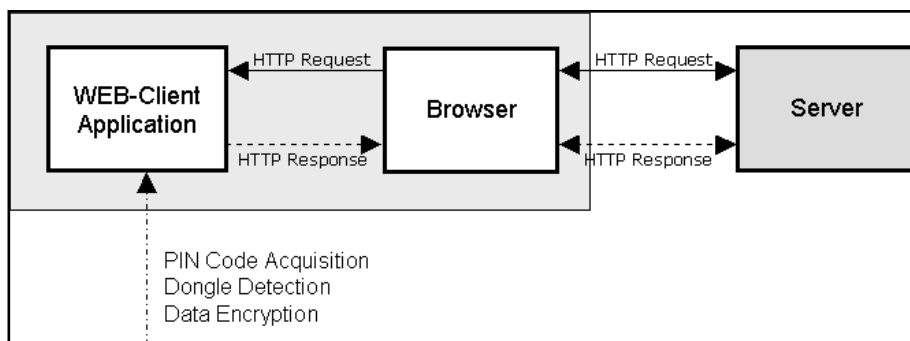 HTTP Request
HTTP Request
WEB-Client
Application
Browser
Server
HTTP Response
HTTP Response
PIN Code Acquisition
Dongle Detection
Data Encryption